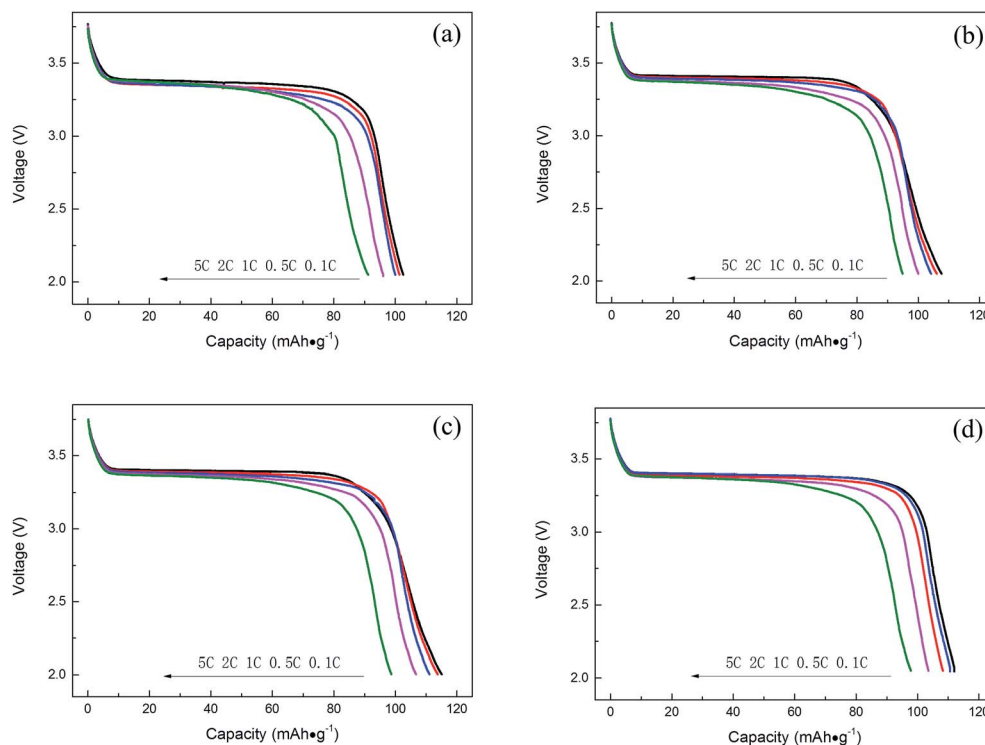 (a)
3.5
3.0
2.5
2.0
Voltage (V)
5C 2C 1C 0.5C 0.1C
0 20 40 60 80 100 120
Capacity (mAh•g⁻¹)
(b)
3.5
3.0
2.5
2.0
Voltage (V)
5C 2C 1C 0.5C 0.1C
0 20 40 60 80 100 120
Capacity (mAh•g⁻¹)
(c)
3.5
3.0
2.5
2.0
Voltage (V)
5C 2C 1C 0.5C 0.1C
0 20 40 60 80 100 120
Capacity (mAh•g⁻¹)
(d)
3.5
3.0
2.5
2.0
Voltage (V)
5C 2C 1C 0.5C 0.1C
0 20 40 60 80 100 120
Capacity (mAh•g⁻¹)